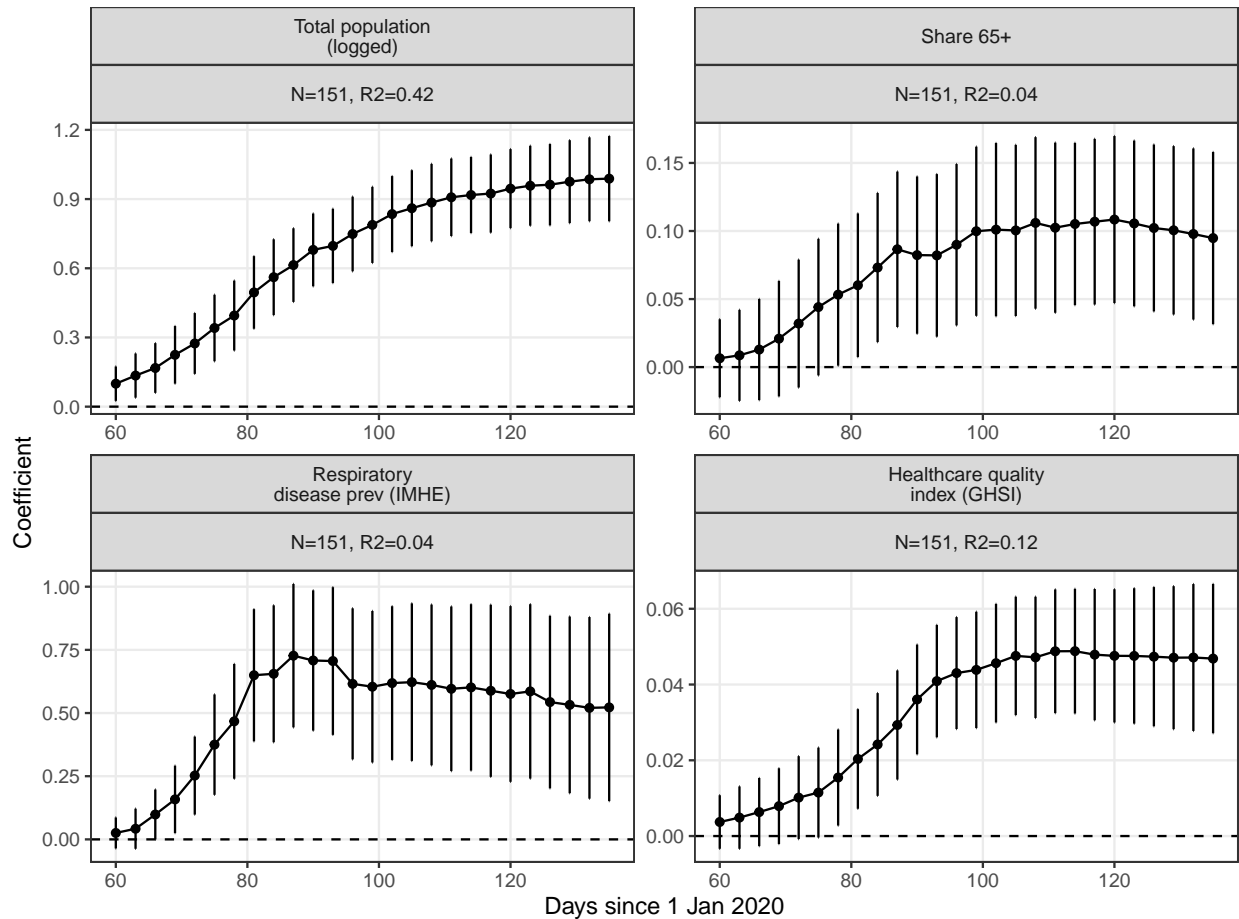 Total population
(logged)
N=151, R2=0.42
1.2
0.9
0.6
0.3
0.0
60
80
100
120
Share 65+
N=151, R2=0.04
0.15
0.10
0.05
0.00
60
80
100
120
Respiratory
disease prev (IMHE)
N=151, R2=0.04
1.00
0.75
0.50
0.25
0.00
60
80
100
120
Healthcare quality
index (GHSI)
N=151, R2=0.12
0.06
0.04
0.02
0.00
60
80
100
120
Coefficient
Days since 1 Jan 2020